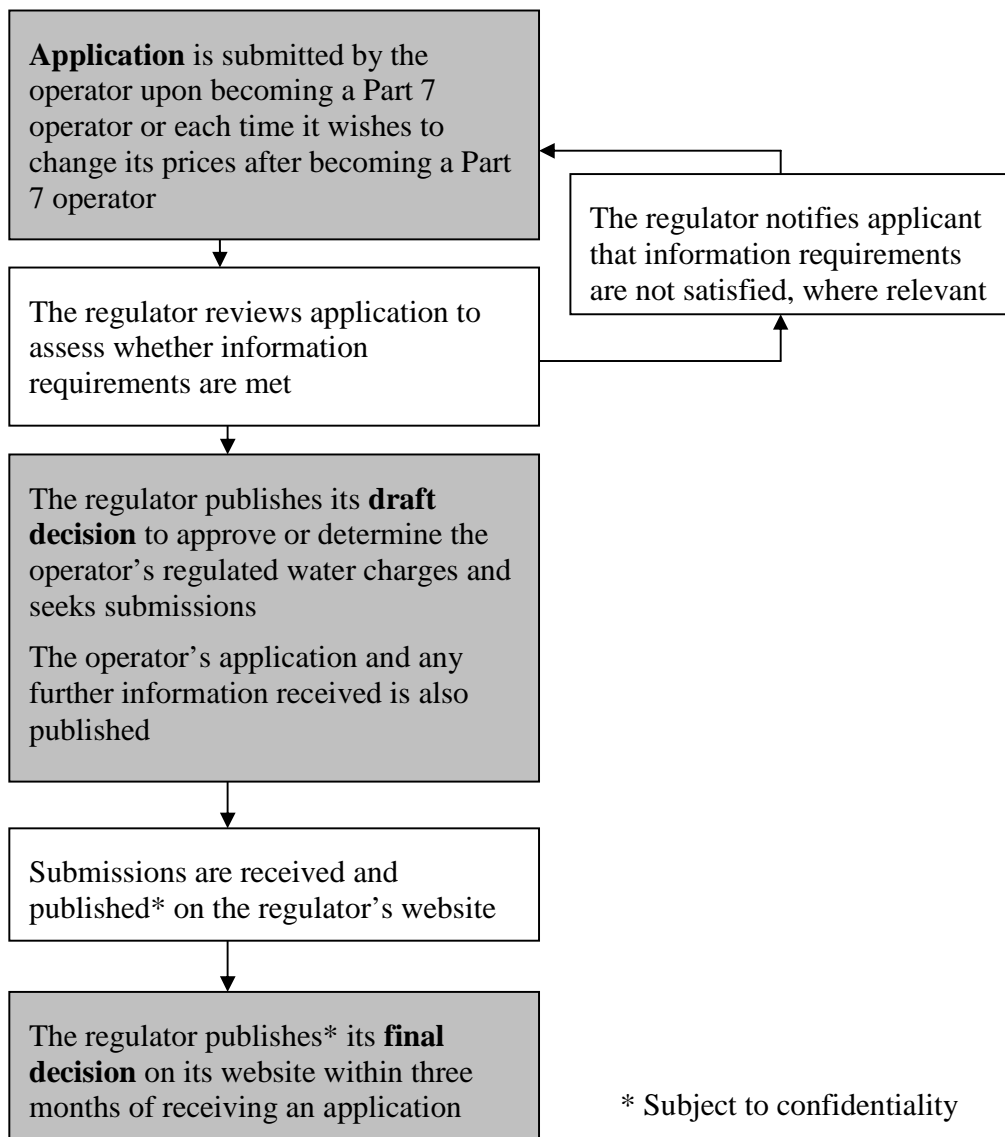 Application is submitted by the
operator upon becoming a Part 7
operator or each time it wishes to
change its prices after becoming a Part
7 operator
The regulator notifies applicant
that information requirements
are not satisfied, where relevant
The regulator reviews application to
assess whether information
requirements are met
The regulator publishes its draft
decision to approve or determine the
operator’s regulated water charges and
seeks submissions
The operator’s application and any
further information received is also
published
Submissions are received and
published* on the regulator’s website
The regulator publishes* its final
decision on its website within three
months of receiving an application
* Subject to confidentiality